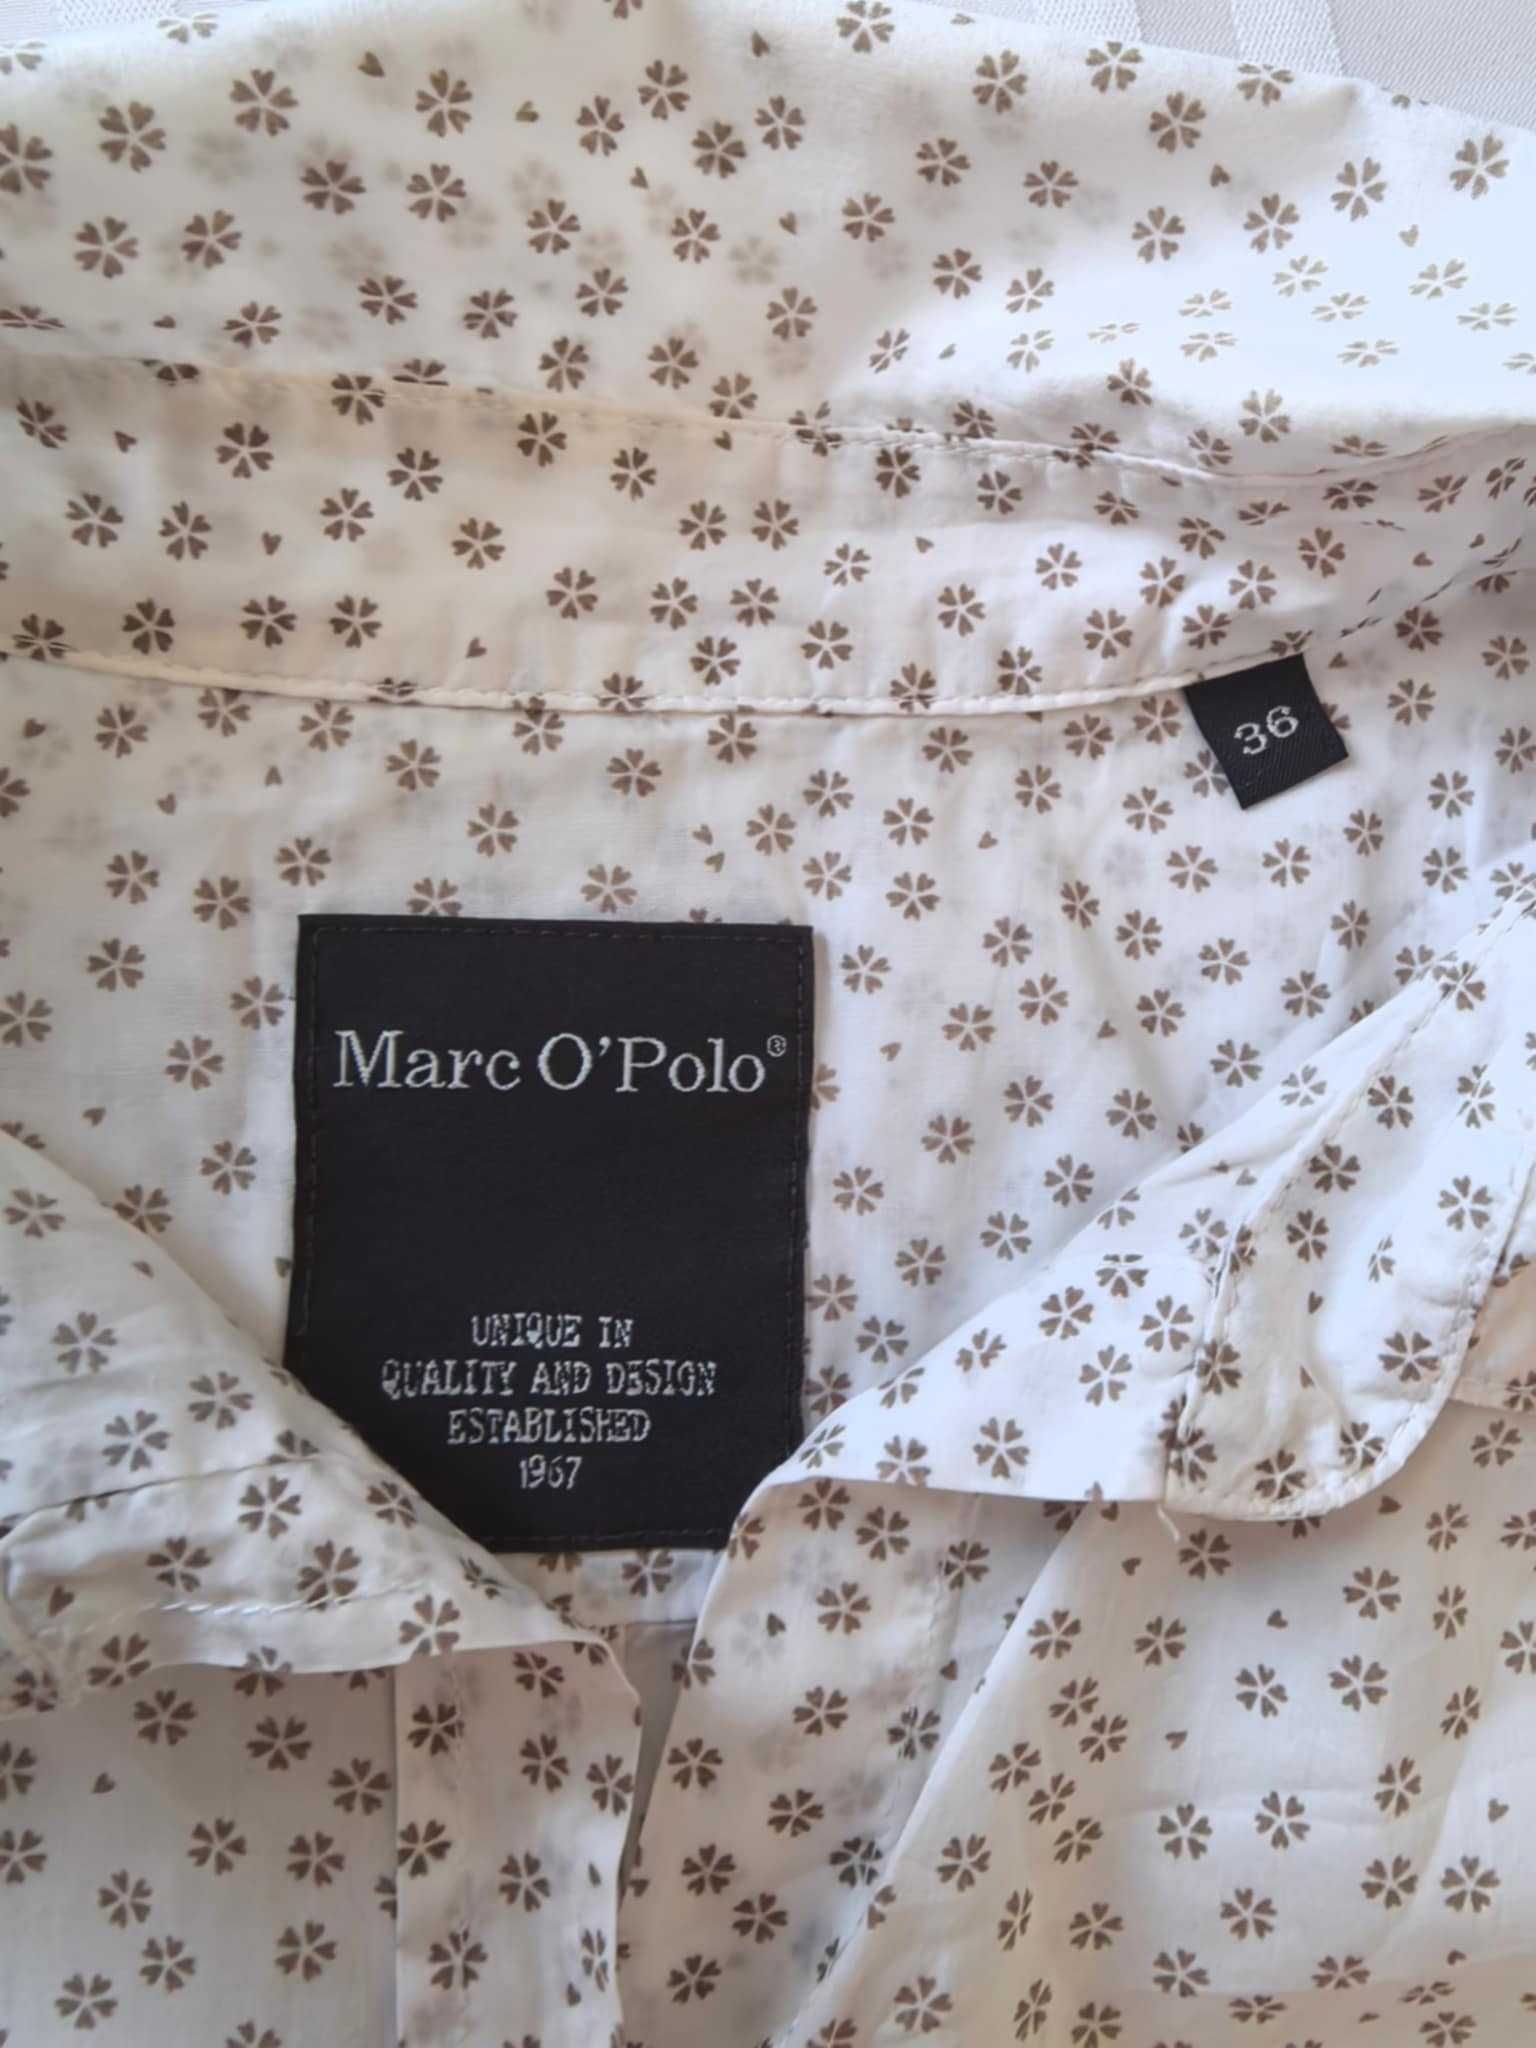 36
Marc O'Polo®
UNIQUE IN
QUALITY AND DESIGN
ESTABLISHED
1967